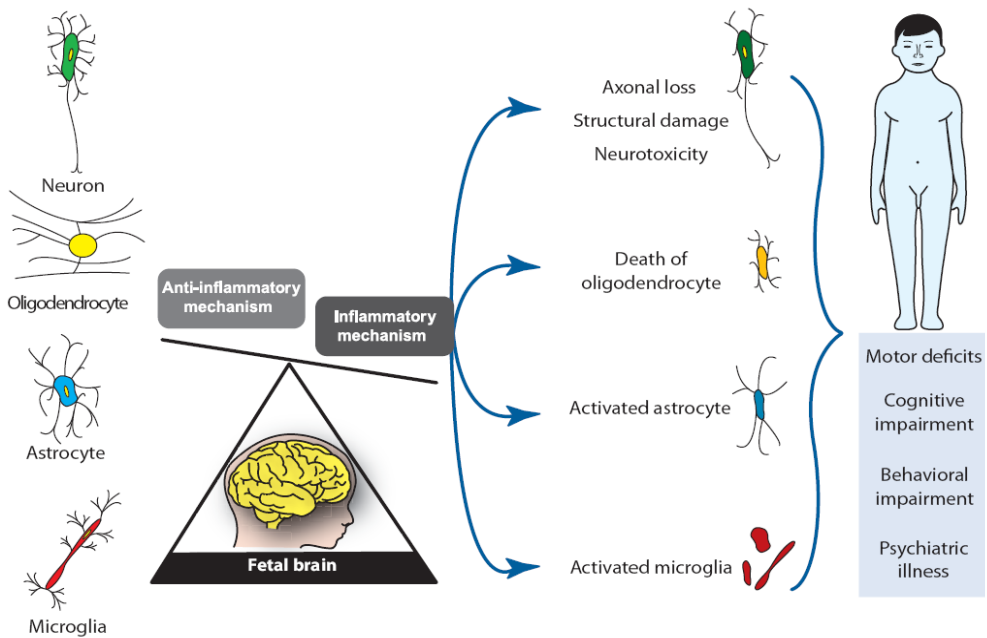 Neuron
Oligodendrocyte
Astrocyte
Microglia
Anti-inflammatory
mechanism
Inflammatory
mechanism
Fetal brain
Axonal loss
Structural damage
Neurotoxicity
Death of
oligodendrocyte
Activated astrocyte
Activated microglia
Motor deficits
Cognitive
impairment
Behavioral
impairment
Psychiatric
illness